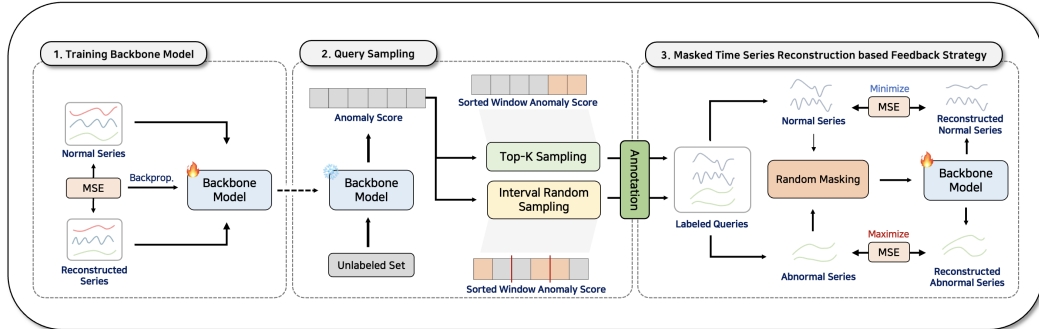 1. Training Backbone Model
Normal Series
MSE
Backprop.
Backbone
Model
Reconstructed
Series
2. Query Sampling
Anomaly Score
Backbone
Model
Unlabeled Set
Sorted Window Anomaly Score
Top-K Sampling
Interval Random
Sampling
Sorted Window Anomaly Score
Annotation
3. Masked Time Series Reconstruction based Feedback Strategy
Labeled Queries
Normal Series
Minimize
MSE
Reconstructed
Normal Series
Random Masking
Backbone
Model
Abnormal Series
Maximize
MSE
Reconstructed
Abnormal Series